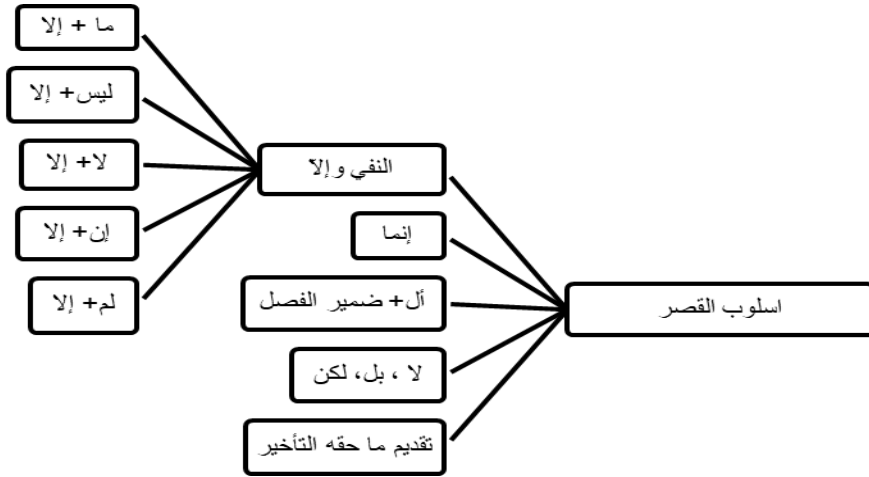 اسلوب القصر
النفي وإلآ
إنما
أل+ ضمير الفصل
لا ، بل، لكن
تقديم ما حقه التأخير
ما + إلا
ليس+ إلا
لا+ إلا
إن+ إلا
لم+ إلا